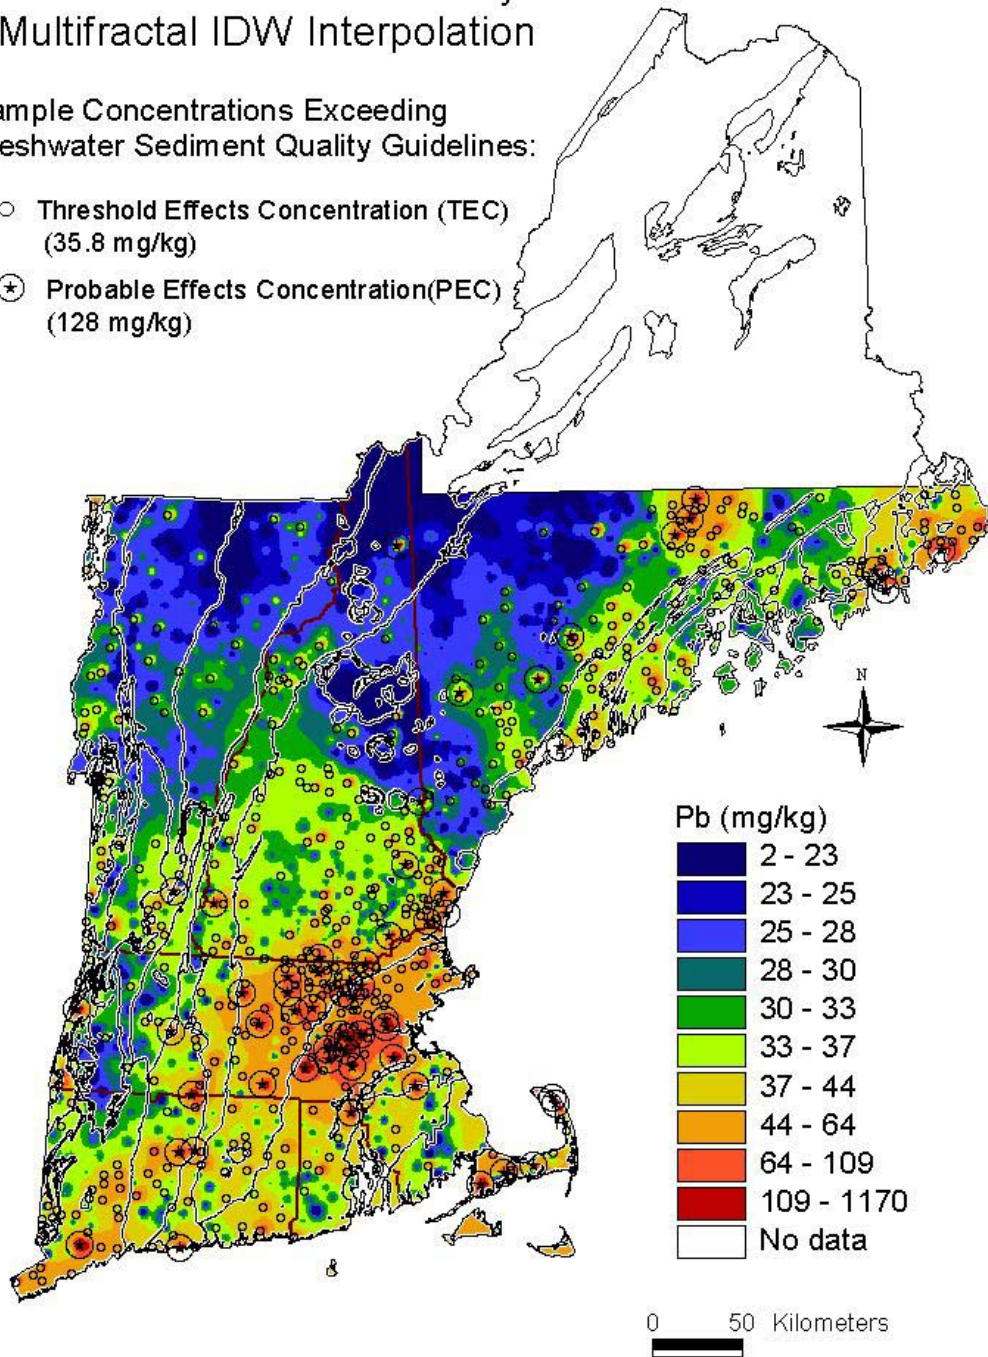 Multifractal IDW Interpolation
ample Concentrations Exceeding
eshwater Sediment Quality Guidelines:
Threshold Effects Concentration (TEC)
(35.8 mg/kg)
Probable Effects Concentration(PEC)
(128 mg/kg)
N
Pb (mg/kg)
2 - 23
23 - 25
25 - 28
28 - 30
30 - 33
33 - 37
37 - 44
44 - 64
64 - 109
109 - 1170
No data
0 50 Kilometers